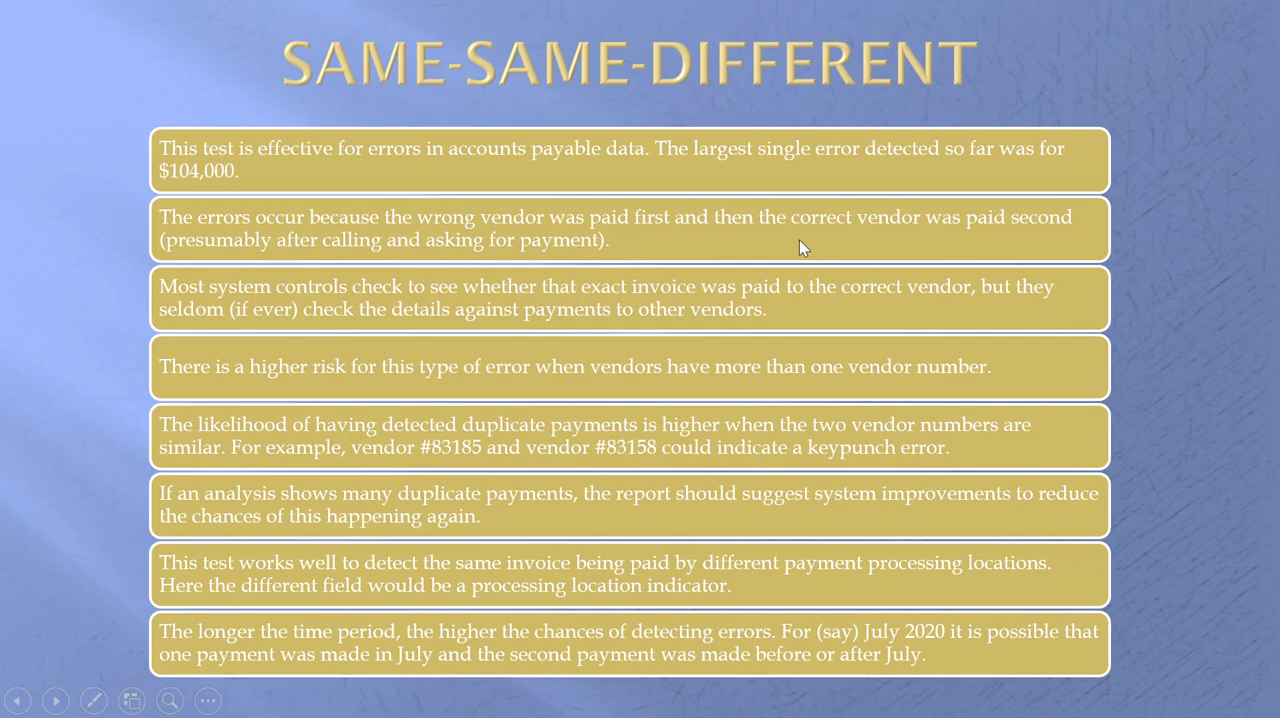 SAME-SAME-DIFFERENT
This test is effective for errors in accounts payable data. The largest single error detected so far was for
$104,000.
The errors occur because the wrong vendor was paid first and then the correct vendor was paid second
(presumably after calling and asking for payment).
Most system controls check to see whether that exact invoice was paid to the correct vendor, but they
seldom (if ever) check the details against payments to other vendors.
There is a higher risk for this type of error when vendors have more than one vendor number.
The likelihood of having detected duplicate payments is higher when the two vendor numbers are
similar. For example, vendor #83185 and vendor #83158 could indicate a keypunch error.
If an analysis shows many duplicate payments, the report should suggest system improvements to reduce
the chances of this happening again.
This test works well to detect the same invoice being paid by different payment processing locations.
Here the different field would be a processing location indicator.
The longer the time period, the higher the chances of detecting errors. For (say) July 2020 it is possible that
one payment was made in July and the second payment was made before or after July.